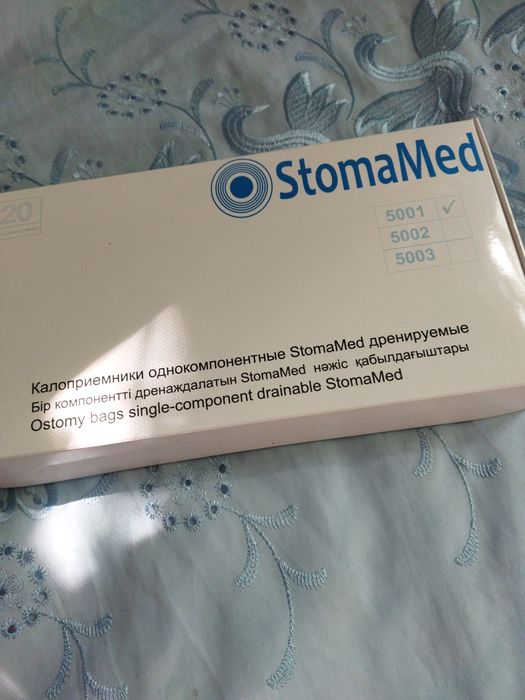 StomaMed
20
5001 ✓
5002
5003
Калоприемники однокомпонентные StomaMed дренируемые
Бір компонентті дренаждалатын StomaMed нәжіс қабылдағыштары
Ostomy bags single-component drainable StomaMed